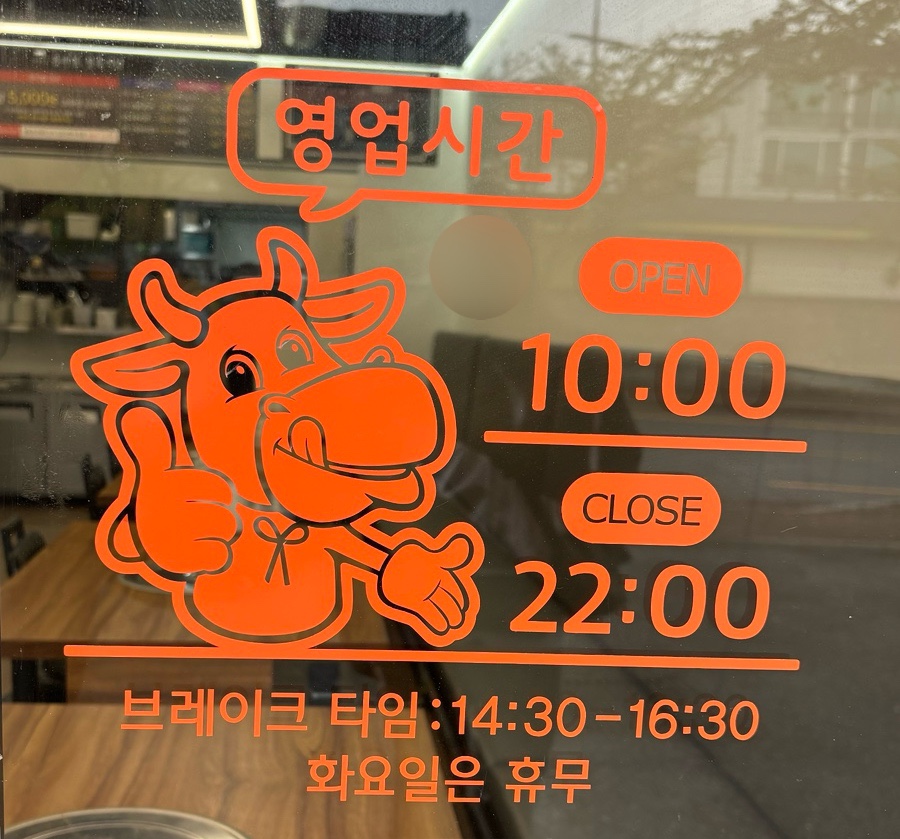 영업시간
OPEN
10:00
CLOSE
22:00
브레이크 타임:14:30-16:30
화요일은 휴무